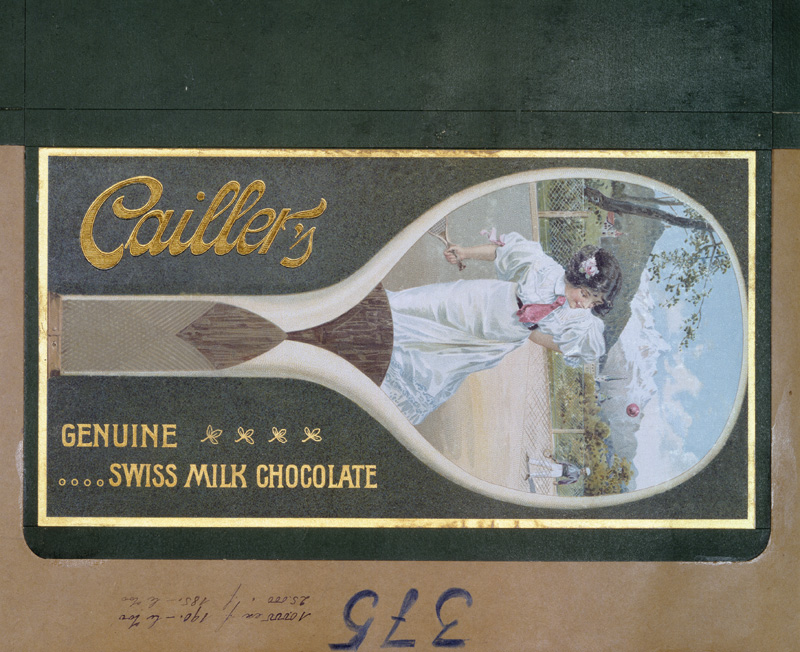 Cailler's
GENUINE
SWISS MILK CHOCOLATE
375